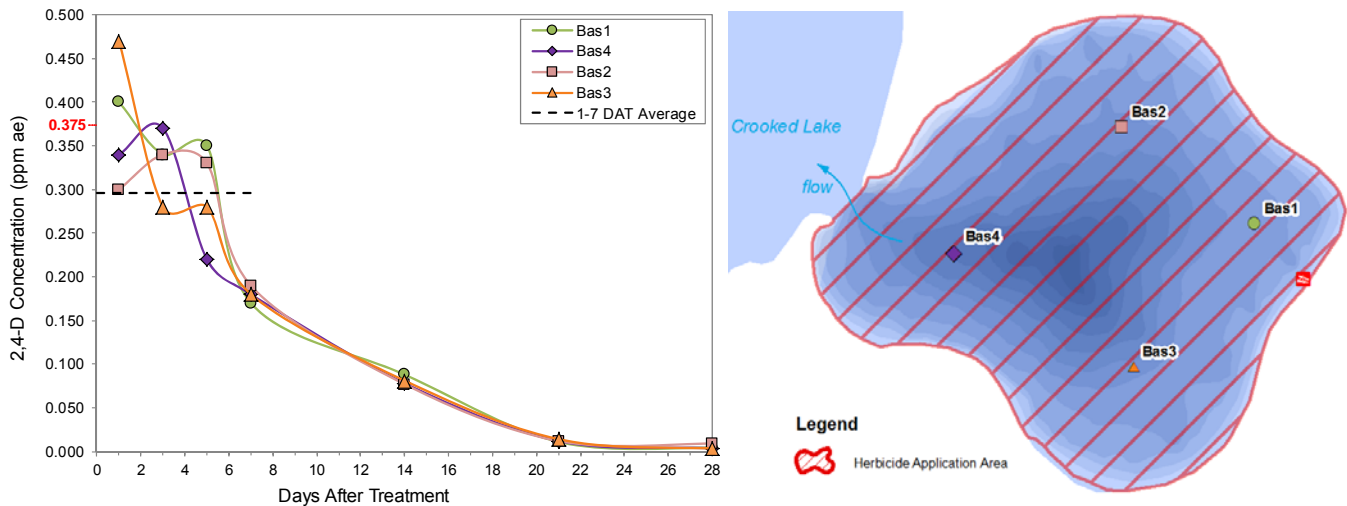 0.500
0.450
0.400
0.375
0.350
0.300
0.250
0.200
0.150
0.100
0.050
0.000
2,4-D Concentration (ppm ae)
0 2 4 6 8 10 12 14 16 18 20 22 24 26 28
Days After Treatment
Bas1
Bas4
Bas2
Bas3
1-7 DAT Average
Crooked Lake
flow
Bas2
Bas1
Bas4
Bas3
Legend
Herbicide Application Area